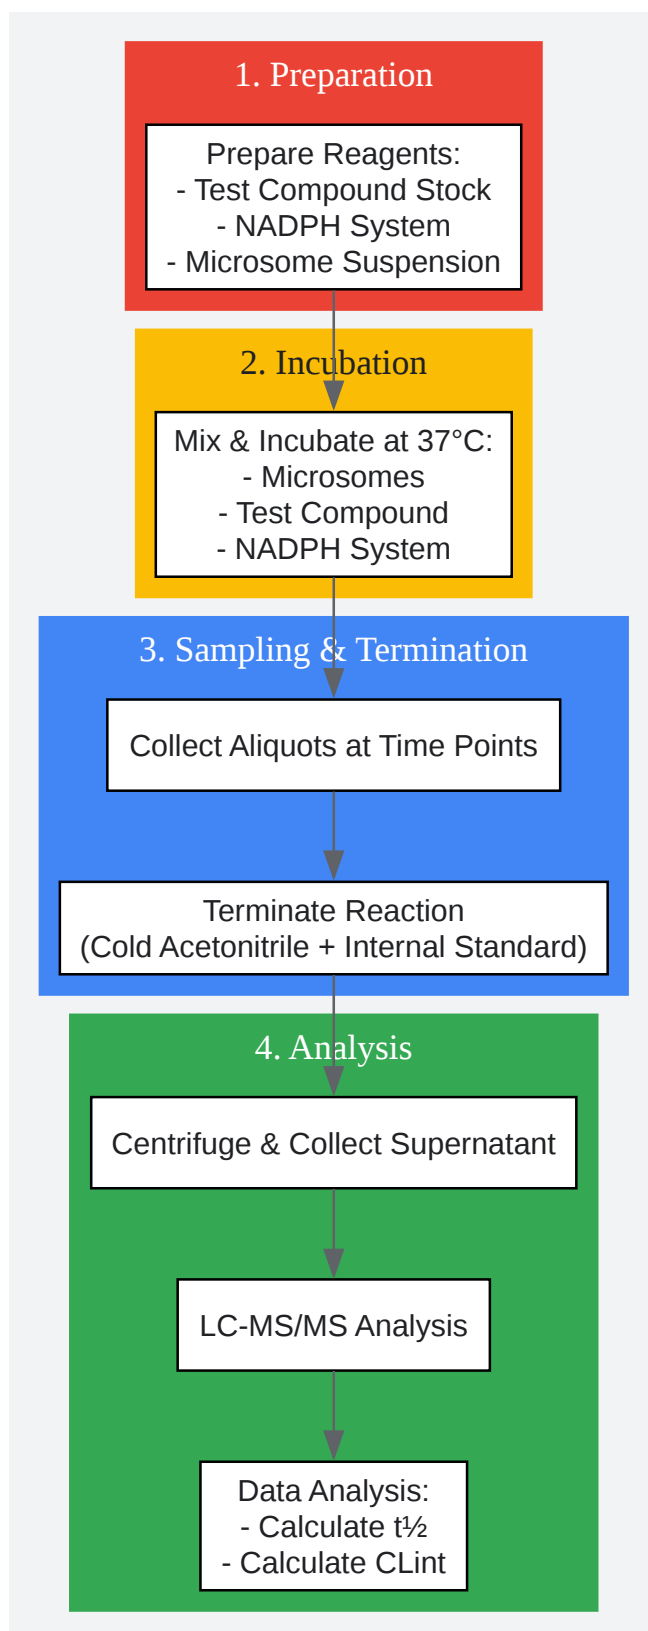 1. Preparation
Prepare Reagents:
- Test Compound Stock
- NADPH System
- Microsome Suspension
2. Incubation
Mix & Incubate at 37°C:
- Microsomes
- Test Compound
- NADPH System
3. Sampling & Termination
Collect Aliquots at Time Points
Terminate Reaction
(Cold Acetonitrile + Internal Standard)
4. Analysis
Centrifuge & Collect Supernatant
LC-MS/MS Analysis
Data Analysis:
- Calculate t½
- Calculate CLint